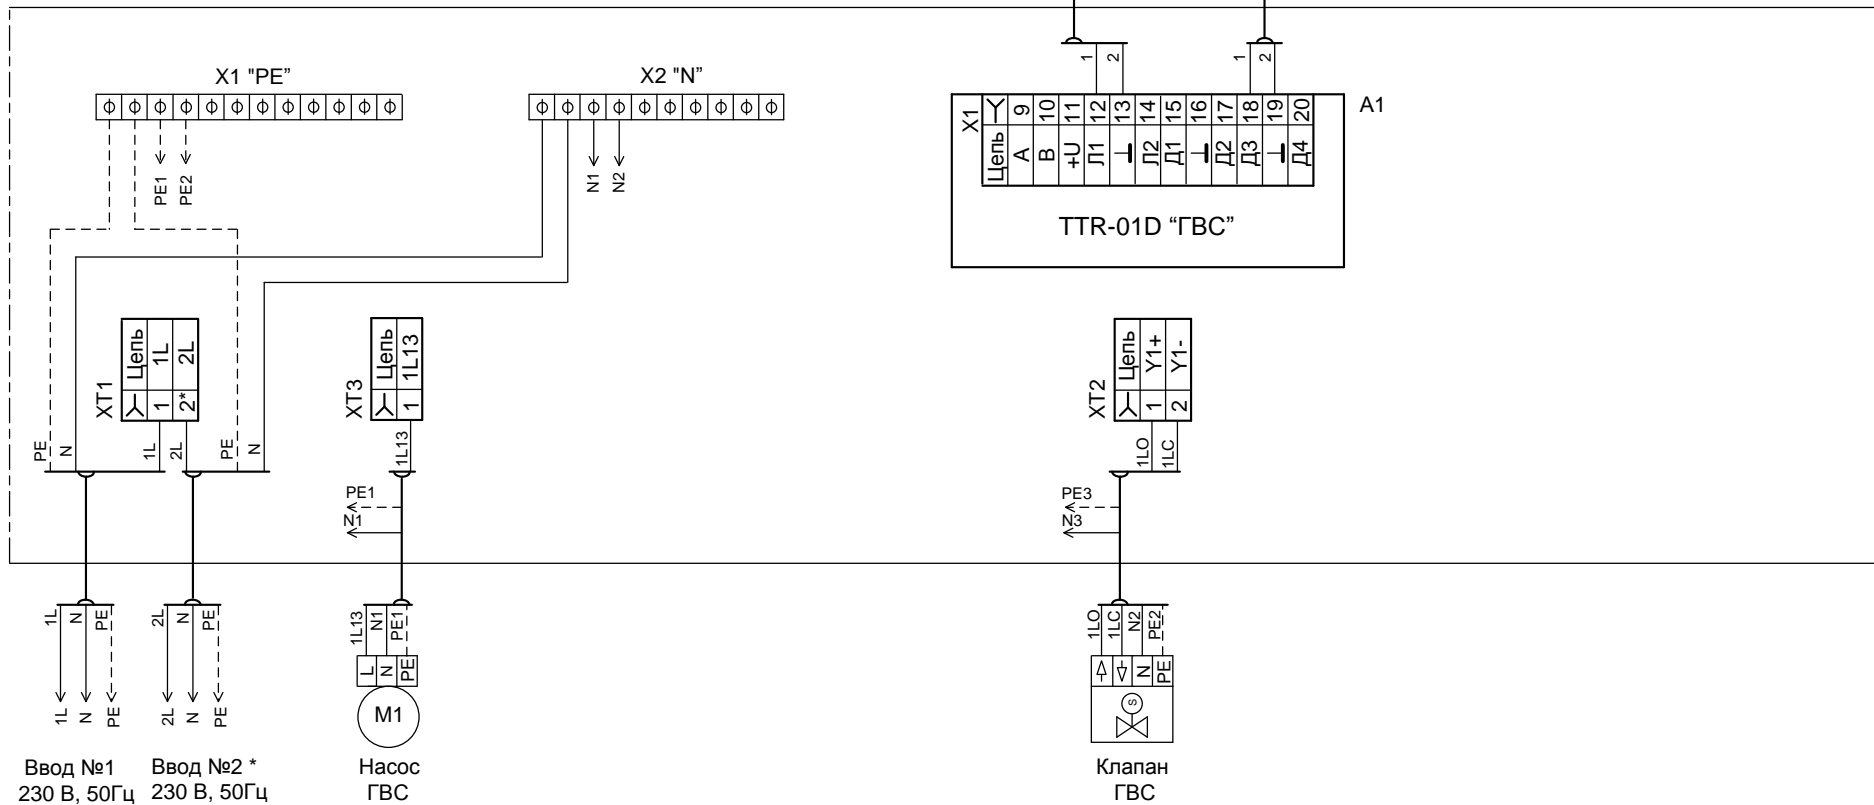 X1 "PE"
X2 "N"
1
2
1
2
A1
X1
Цепь
9
10
11
12
13
14
15
16
17
18
19
20
A
B
+U
Л1
⊥
Л2
Д1
⊥
Д2
Д3
⊥
Д4
TTR-01D “ГВС”
PE1
PE2
N1
N2
XT1
Цепь
1L
2L
1
2*
XT3
Цепь
1L13
1
XT2
Цепь
Y1+
Y1-
1
2
PE
N
1L
2L
PE
N
1L13
1LO
1LC
PE1
N1
PE3
N3
1L
N
PE
2L
N
PE
1L13
N1
PE1
1LO
1LC
N2
PE2
L
N
PE
N
PE
M1
S
1L
N
PE
2L
N
PE
Ввод №1
230 В, 50Гц
Ввод №2 *
230 В, 50Гц
Насос
ГВС
Клапан
ГВС